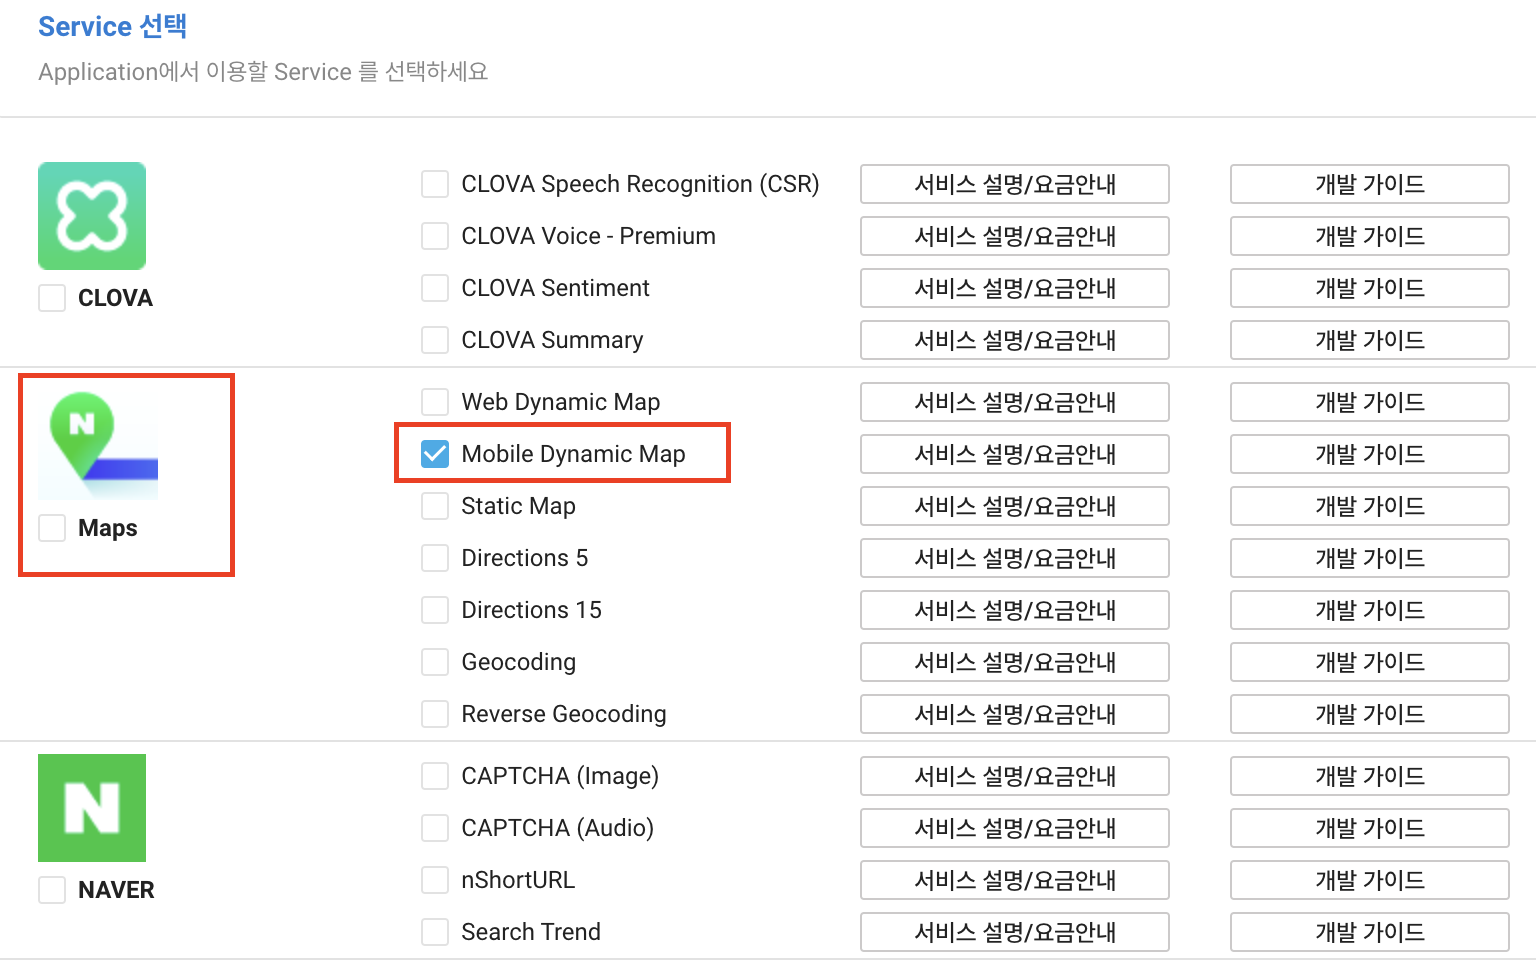 Service 선택
Application에서 이용할 Service 를 선택하세요
CLOVA
CLOVA Speech Recognition (CSR) 서비스 설명/요금안내 개발 가이드
CLOVA Voice - Premium 서비스 설명/요금안내 개발 가이드
CLOVA Sentiment 서비스 설명/요금안내 개발 가이드
CLOVA Summary 서비스 설명/요금안내 개발 가이드
N
Maps
Web Dynamic Map 서비스 설명/요금안내 개발 가이드
Mobile Dynamic Map 서비스 설명/요금안내 개발 가이드
Static Map 서비스 설명/요금안내 개발 가이드
Directions 5 서비스 설명/요금안내 개발 가이드
Directions 15 서비스 설명/요금안내 개발 가이드
Geocoding 서비스 설명/요금안내 개발 가이드
Reverse Geocoding 서비스 설명/요금안내 개발 가이드
N
NAVER
CAPTCHA (Image) 서비스 설명/요금안내 개발 가이드
CAPTCHA (Audio) 서비스 설명/요금안내 개발 가이드
nShortURL 서비스 설명/요금안내 개발 가이드
Search Trend 서비스 설명/요금안내 개발 가이드